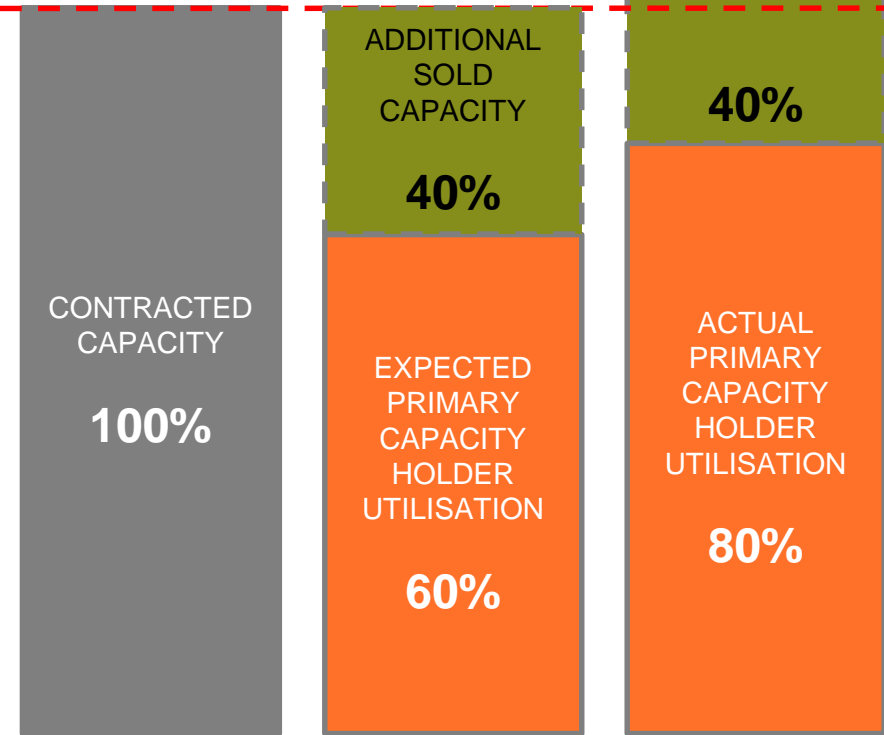 CONTRACTED
CAPACITY
100%
ADDITIONAL
SOLD
CAPACITY
40%
EXPECTED
PRIMARY
CAPACITY
HOLDER
UTILISATION
60%
40%
ACTUAL
PRIMARY
CAPACITY
HOLDER
UTILISATION
80%